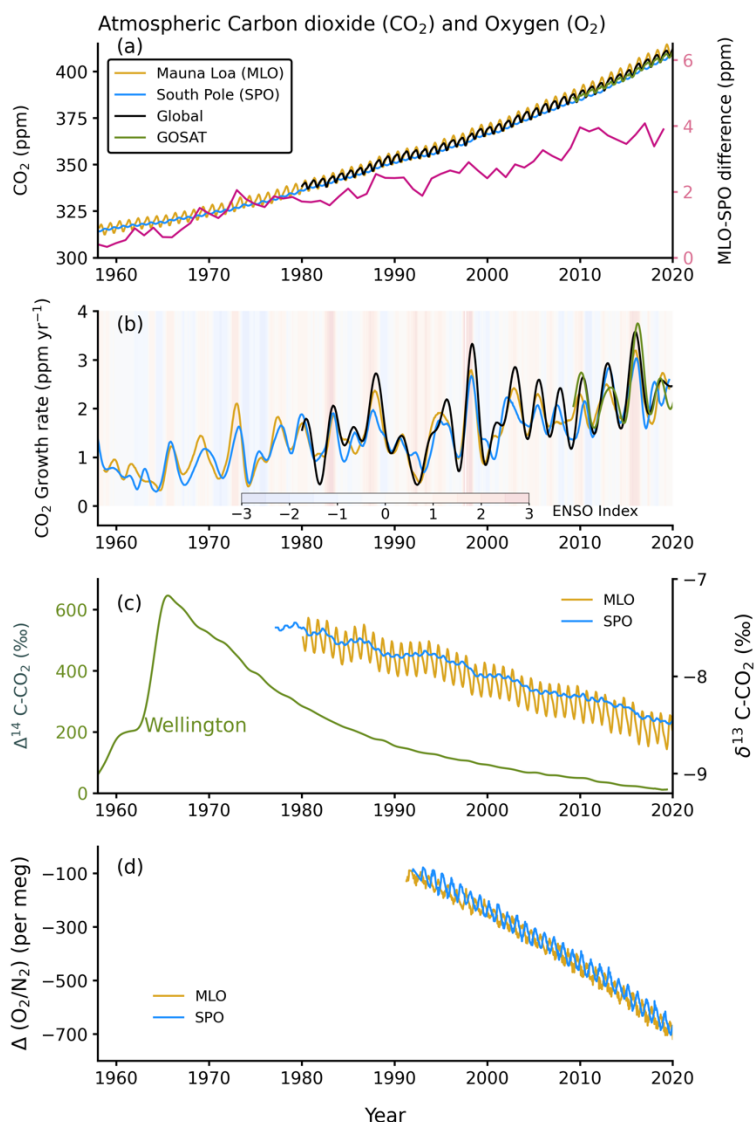 Atmospheric Carbon dioxide (CO₂) and Oxygen (O₂)
(a)
Mauna Loa (MLO)
South Pole (SPO)
Global
GOSAT
CO₂ (ppm)
400
375
350
325
300
MLO-SPO difference (ppm)
6
4
2
0
1960 1970 1980 1990 2000 2010 2020
(b)
CO₂ Growth rate (ppm yr⁻¹)
4
3
2
1
0
−3 −2 −1 0 1 2 3 ENSO Index
1960 1970 1980 1990 2000 2010 2020
(c)
Δ¹⁴ C-CO₂ (‰)
600
400
200
0
Wellington
MLO
SPO
δ¹³ C-CO₂ (‰)
−7
−8
−9
1960 1970 1980 1990 2000 2010 2020
(d)
Δ (O₂/N₂) (per meg)
−100
−300
−500
−700
MLO
SPO
1960 1970 1980 1990 2000 2010 2020
Year